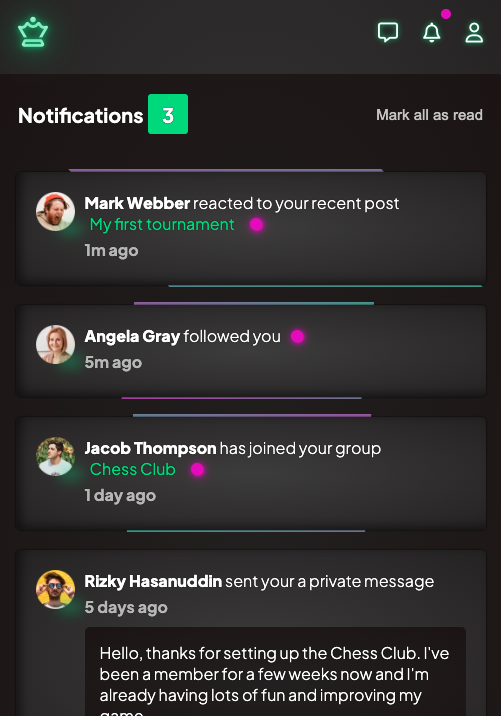 Notifications 3
Mark all as read
Mark Webber reacted to your recent post
My first tournament
1m ago
Angela Gray followed you
5m ago
Jacob Thompson has joined your group
Chess Club
1 day ago
Rizky Hasanuddin sent your a private message
5 days ago
Hello, thanks for setting up the Chess Club. I've
been a member for a few weeks now and I'm
already having lots of fun and improving my
game.